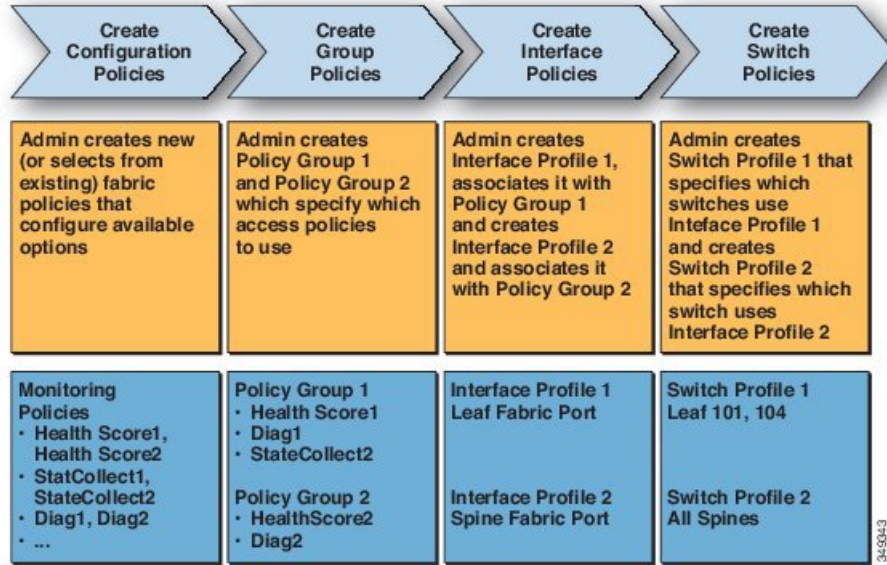 Create
Configuration
Policies
Create
Group
Policies
Create
Interface
Policies
Create
Switch
Policies
Admin creates new
(or selects from
existing) fabric
policies that
configure available
options
Admin creates
Policy Group 1
and Policy Group 2
which specify which
access policies
to use
Admin creates
Interface Profile 1,
associates it with
Policy Group 1
and creates
Interface Profile 2
and associates it
with Policy Group 2
Admin creates
Switch Profile 1 that
specifies which
switches use
Inteface Profile 1
and creates
Switch Profile 2
that specifies which
switch uses
Interface Profile 2
Monitoring
Policies
• Health Score1,
Health Score2
• StatCollect1,
StateCollect2
• Diag1, Diag2
• ...
Policy Group 1
• Health Score1
• Diag1
• StateCollect2
Policy Group 2
• HealthScore2
• Diag2
Interface Profile 1
Leaf Fabric Port
Interface Profile 2
Spine Fabric Port
Switch Profile 1
Leaf 101, 104
Switch Profile 2
All Spines
349343